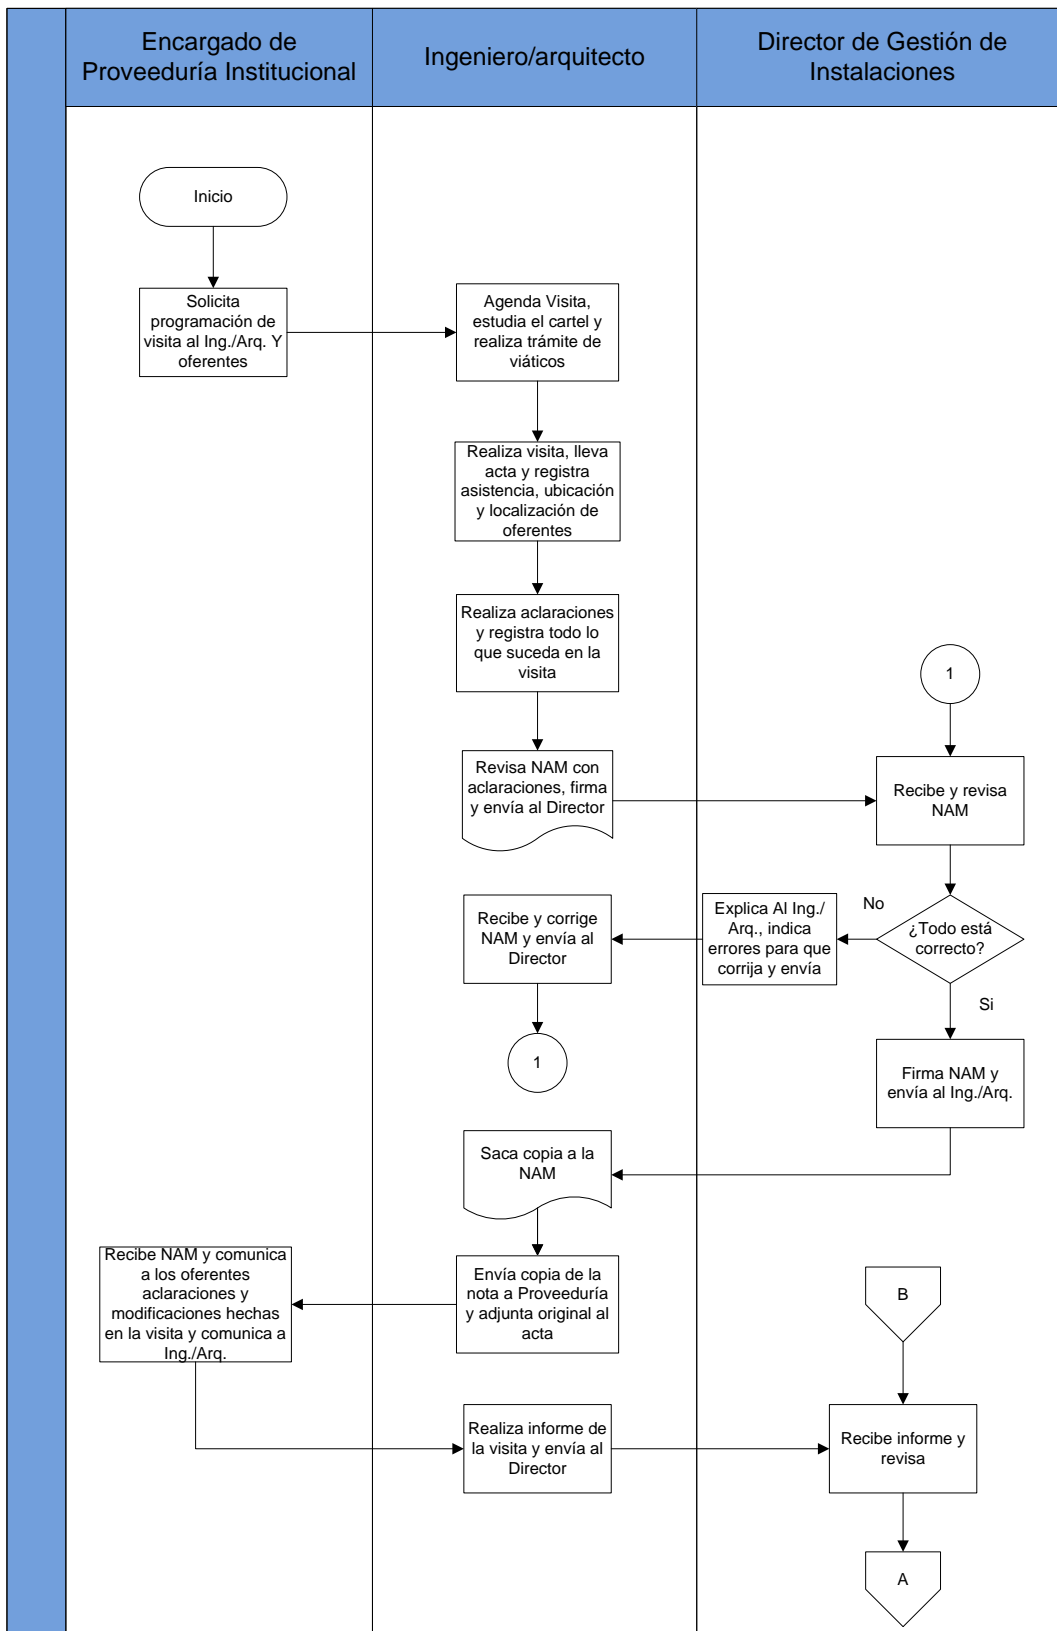 Encargado de
Proveeduría Institucional
Ingeniero/arquitecto
Director de Gestión de
Instalaciones
Inicio
Solicita
programación de
visita al Ing./Arq. Y
oferentes
Agenda Visita,
estudia el cartel y
realiza trámite de
viáticos
Realiza visita, lleva
acta y registra
asistencia, ubicación
y localización de
oferentes
Realiza aclaraciones
y registra todo lo
que suceda en la
visita
1
Revisa NAM con
aclaraciones, firma
y envía al Director
Recibe y revisa
NAM
¿Todo está
correcto?
No
Explica Al Ing./
Arq., indica
errores para que
corrija y envía
Recibe y corrige
NAM y envía al
Director
1
Si
Firma NAM y
envía al Ing./Arq.
Saca copia a la
NAM
Envía copia de la
nota a Proveeduría
y adjunta original al
acta
Recibe NAM y comunica
a los oferentes
aclaraciones y
modificaciones hechas
en la visita y comunica a
Ing./Arq.
B
Realiza informe de
la visita y envía al
Director
Recibe informe y
revisa
A